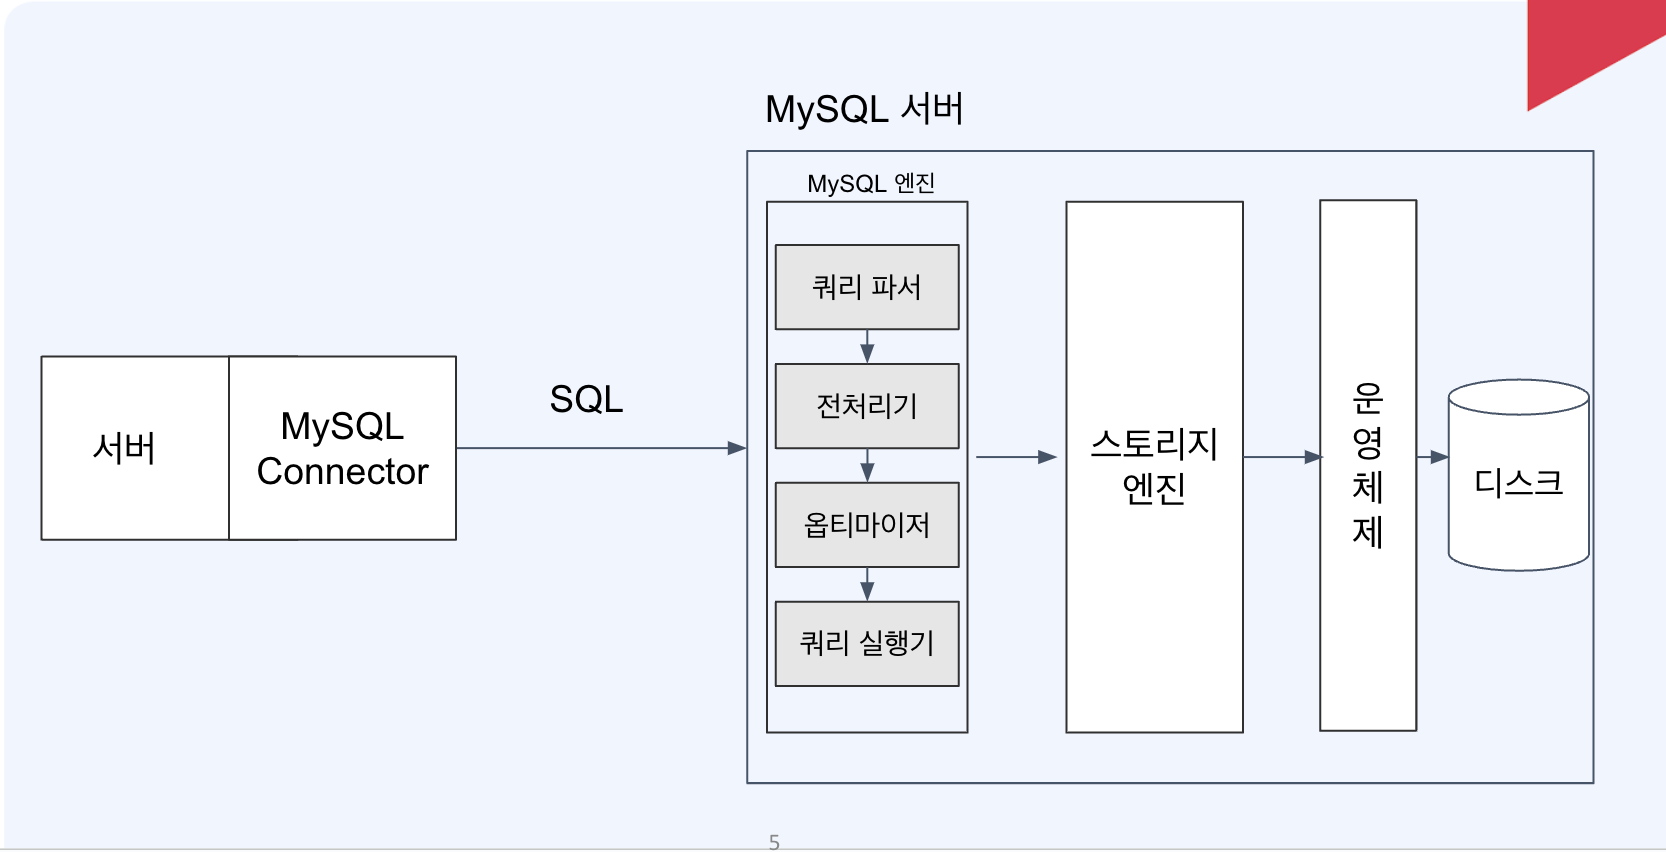 MySQL 서버
MySQL 엔진
쿼리 파서
전처리기
옵티마이저
쿼리 실행기
서버
MySQL
Connector
SQL
스토리지
엔진
운
영
체
제
디스크
5